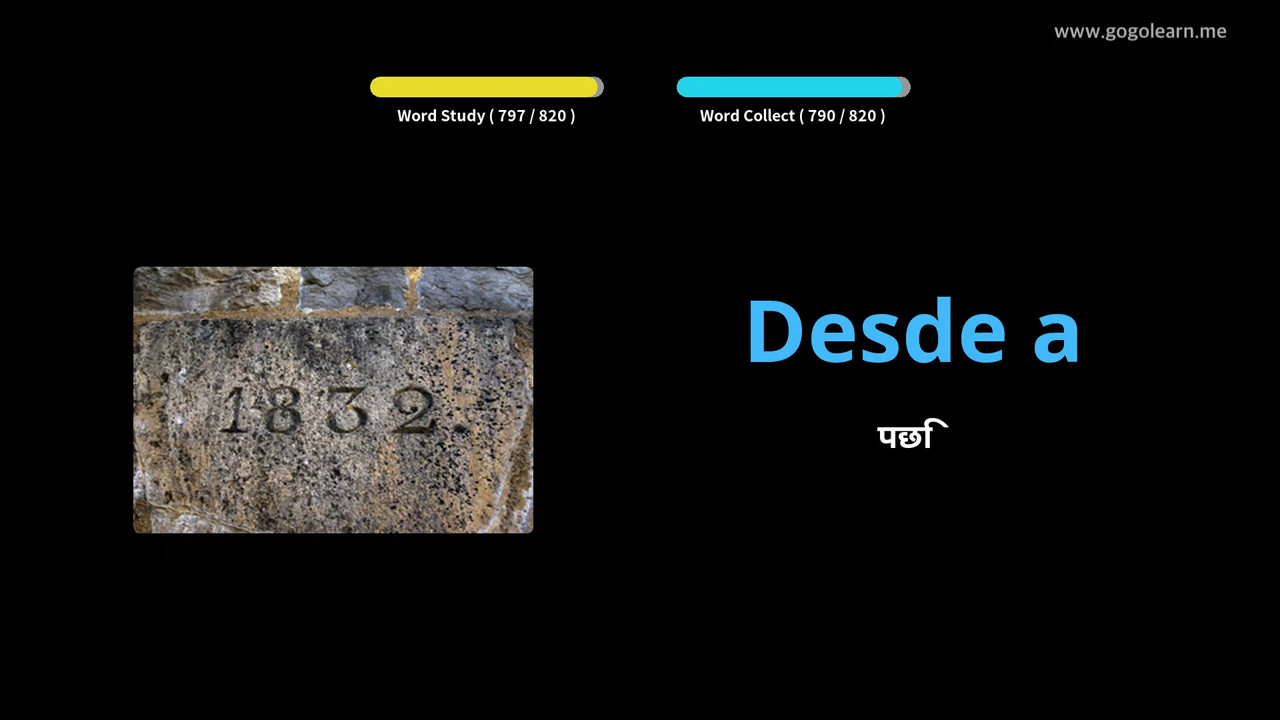 www.gogolearn.me
Word Study ( 797 / 820 )
Word Collect ( 790 / 820 )
1832.
Desde a
पछि